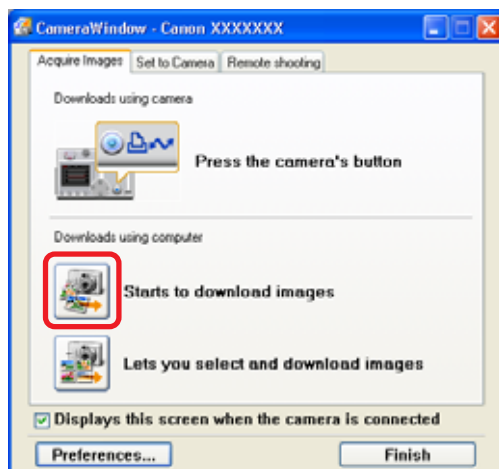 CameraWindow - Canon XXXXXXX
Acquire Images Set to Camera Remote shooting
Downloads using camera
Press the camera's button
Downloads using computer
Starts to download images
Lets you select and download images
Displays this screen when the camera is connected
Preferences... Finish